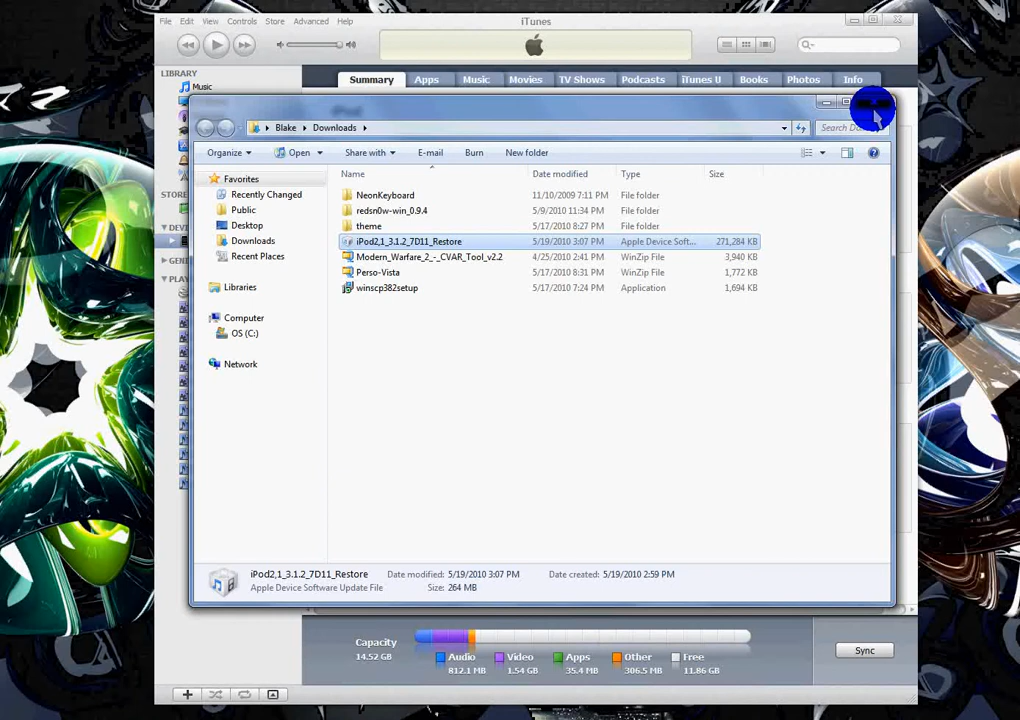 File Edit View Controls Store Advanced Help
iTunes
LIBRARY
Music
Summary Apps Music Movies TV Shows Podcasts iTunes U Books Photos Info
Blake Downloads
Organize Open Share with E-mail Burn New folder
Favorites
Recently Changed
Public
Desktop
Downloads
Recent Places
Libraries
Computer
OS (C:)
Network
Name Date modified Type Size
NeonKeyboard 11/10/2009 7:11 PM File folder
redsn0w-win_0.9.4 5/9/2010 11:34 PM File folder
theme 5/17/2010 8:27 PM File folder
iPod2,1_3.1.2_7D11_Restore 5/19/2010 3:07 PM Apple Device Soft... 271,284 KB
Modern_Warfare_2_-_CVAR_Tool_v2.2 4/25/2010 2:41 PM WinZip File 3,940 KB
Perso-Vista 5/17/2010 8:31 PM WinZip File 1,772 KB
winscp382setup 5/17/2010 7:24 PM Application 1,694 KB
iPod2,1_3.1.2_7D11_Restore Date modified: 5/19/2010 3:07 PM Date created: 5/19/2010 2:59 PM
Apple Device Software Update File Size: 264 MB
Capacity
14.52 GB
Audio Video Apps Other Free
812.1 MB 1.54 GB 35.4 MB 306.5 MB 11.86 GB
Sync